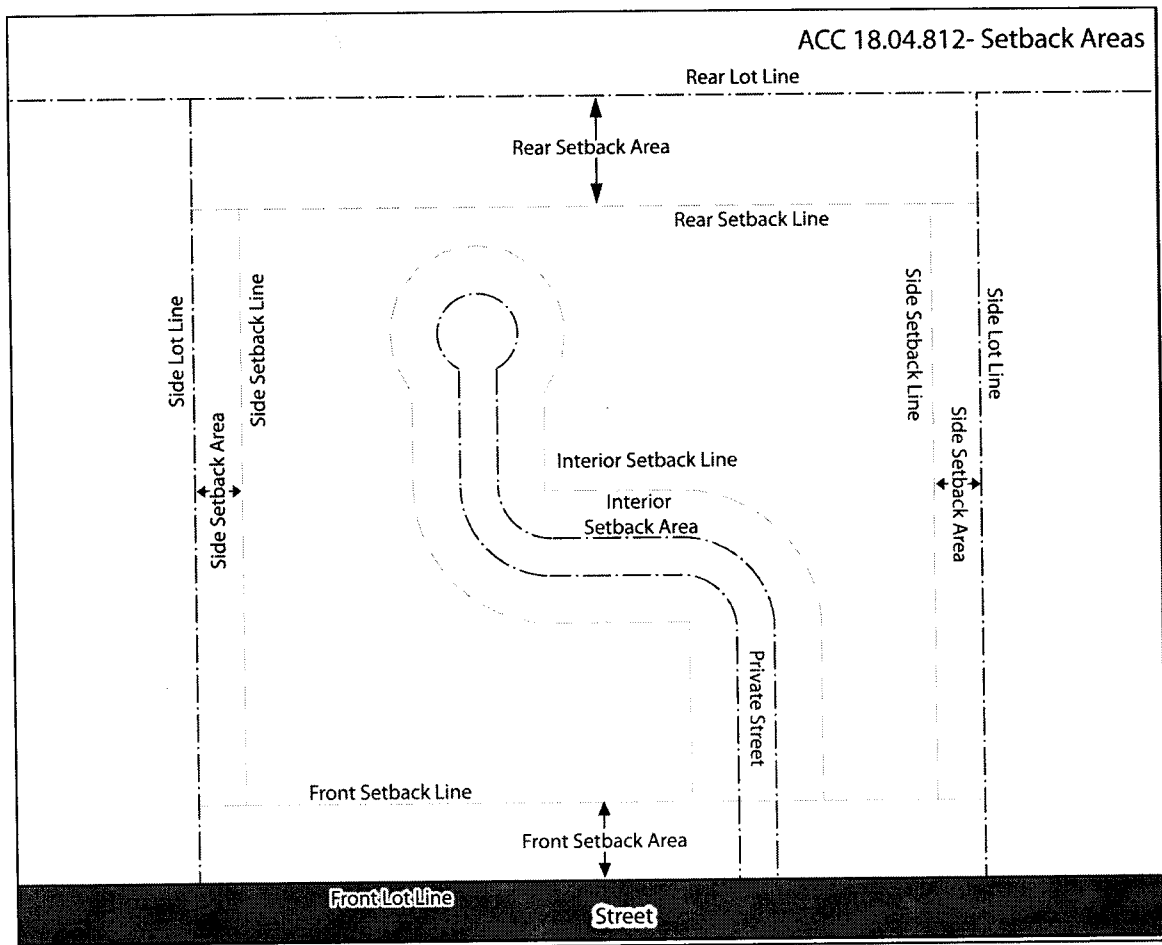 ACC 18.04.812- Setback Areas
Rear Lot Line
Rear Setback Area
Rear Setback Line
Side Lot Line
Side Setback Line
Side Setback Area
Side Setback Line
Side Lot Line
Side Setback Area
Interior Setback Line
Interior
Setback Area
Private Street
Front Setback Line
Front Setback Area
Front Lot Line
Street